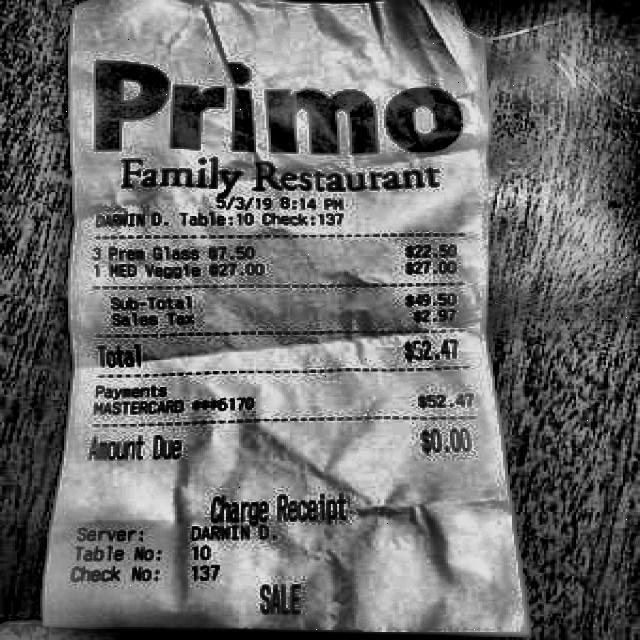 Primo
Family Restaurant
5/3/19 8:14 PM
DARWIN D. Table:10 Check:137
3 Prem Glass @7.50 $22.50
1 MED Veggie @27.00 $27.00
Sub-Total $49.50
Sales Tax $2.97
Total $52.47
Payments
MASTERCARD ###6170 $52.47
Amount Due $0.00
Charge Receipt
Server: DARWIN D.
Table No: 10
Check No: 137
SALE